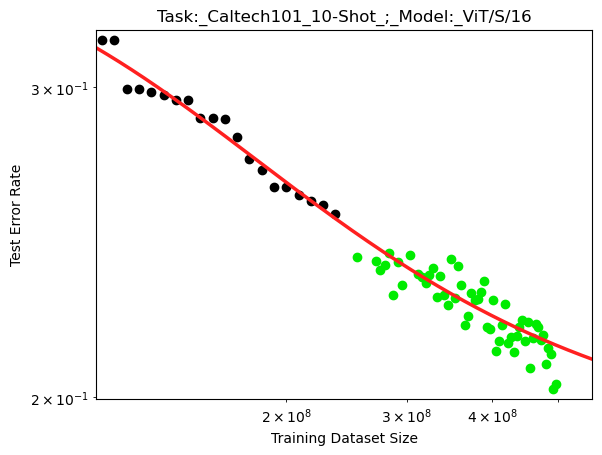 Task:_Caltech101_10-Shot_;_Model:_ViT/S/16
Test Error Rate
3 × 10⁻¹
2 × 10⁻¹
2 × 10⁸
3 × 10⁸
4 × 10⁸
Training Dataset Size